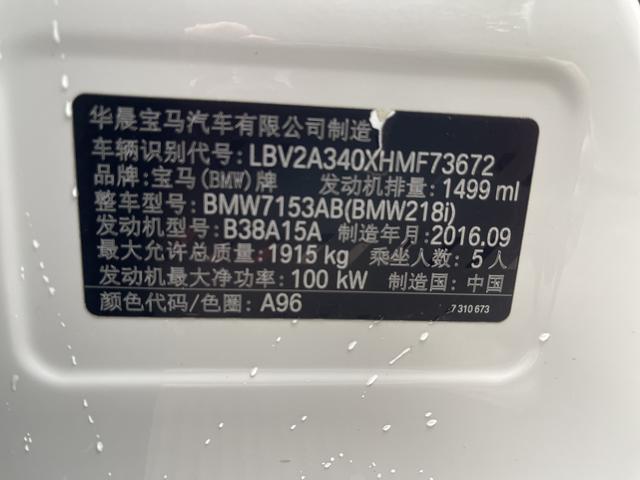 华晨宝马汽车有限公司制造
车辆识别代号: LBV2A340XHMF73672
品牌: 宝马(BMW)牌 发动机排量: 1499 ml
整车型号: BMW7153AB(BMW218i)
发动机型号: B38A15A 制造年月: 2016.09
最大允许总质量: 1915 kg 乘坐人数: 5 人
发动机最大净功率: 100 kW 制造国: 中国
颜色代码/色圈: A96
7 310 673